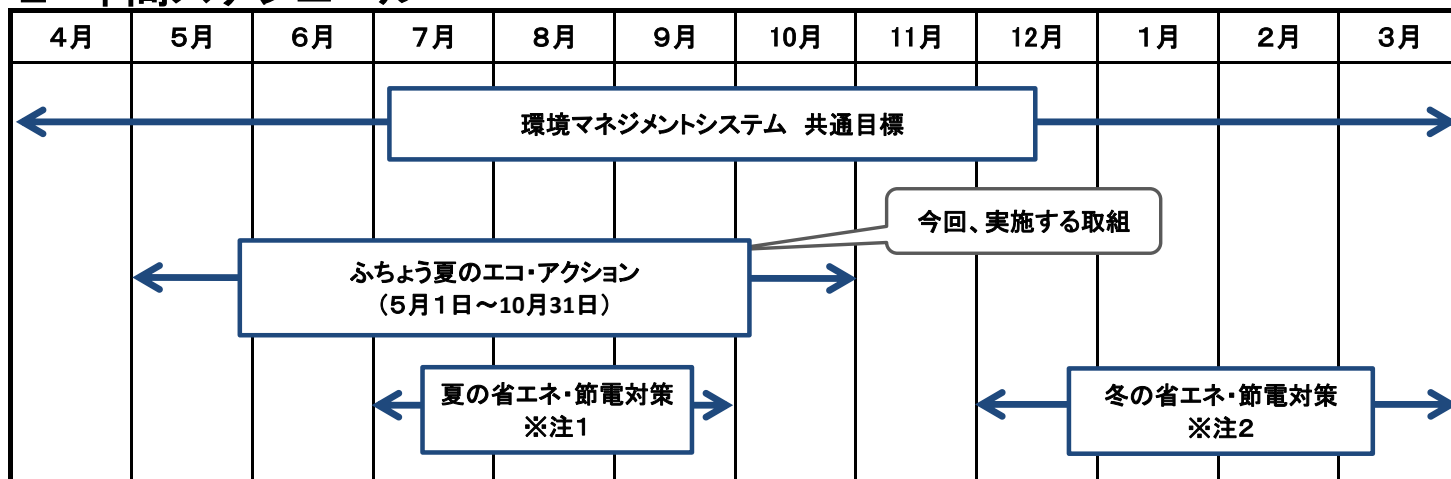 4月 5月 6月 7月 8月 9月 10月 11月 12月 1月 2月 3月
環境マネジメントシステム 共通目標
今回、実施する取組
ふちょう夏のエコ・アクション
（5月1日～10月31日）
夏の省エネ・節電対策
※注1
冬の省エネ・節電対策
※注2